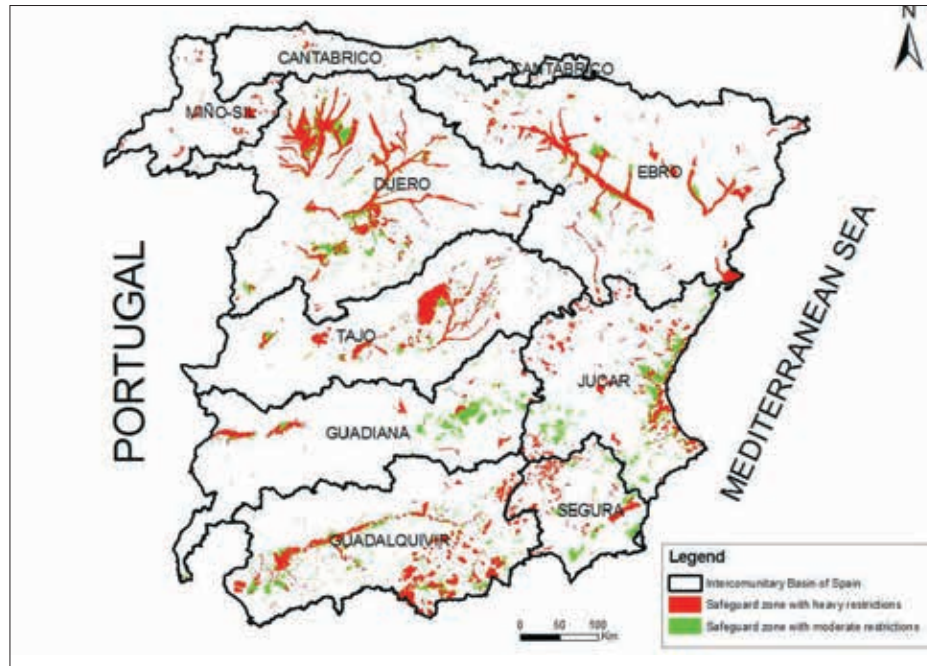 N
CANTABRICO
CANTABRICO
MIÑO-SIL
DUERO
EBRO
PORTUGAL
MEDITERRANEAN SEA
TAJO
JUCAR
GUADIANA
SEGURA
GUADALQUIVIR
Legend
Intercomunitary Basin of Spain
Safeguard zone with heavy restrictions
Safeguard zone with moderate restrictions
0 50 100
Km